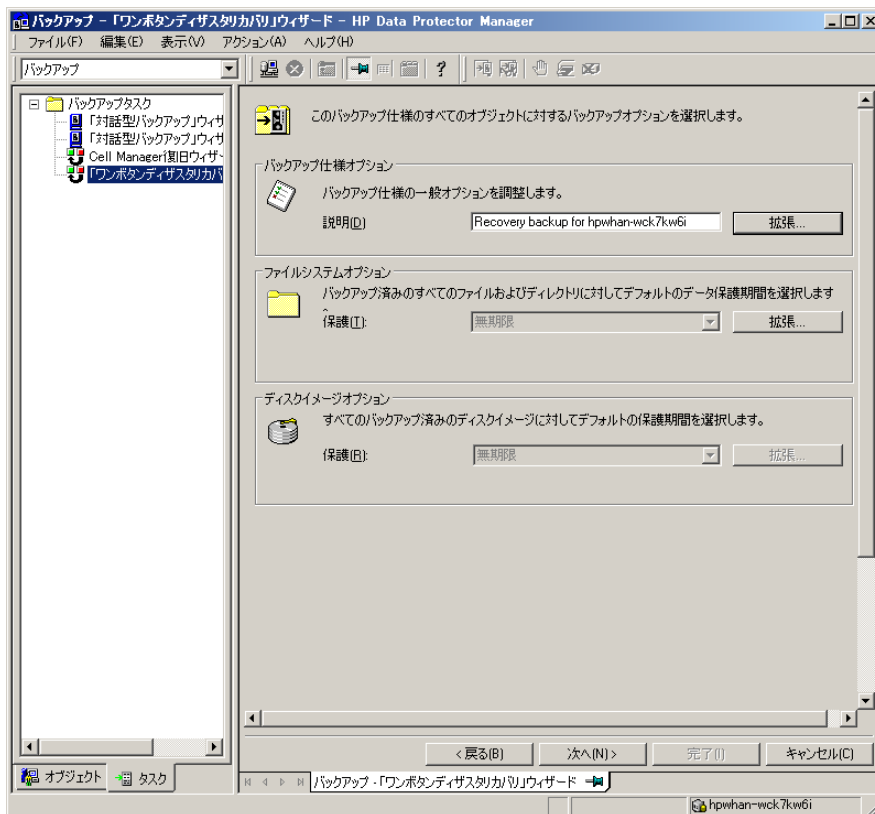 バックアップ - 「ワンボタンディザスタリカバリ」ウィザード - HP Data Protector Manager
ファイル(F) 編集(E) 表示(V) アクション(A) ヘルプ(H)
バックアップ
バックアップタスク
「対話型バックアップ」ウィザ
「対話型バックアップ」ウィザ
Cell Manager復旧ウィザー
「ワンボタンディザスタリカバ
このバックアップ仕様のすべてのオブジェクトに対するバックアップオプションを選択します。
バックアップ仕様オプション
バックアップ仕様の一般オプションを調整します。
説明(D) Recovery backup for hpwhan-wck7kw6i 拡張...
ファイルシステムオプション
バックアップ済みのすべてのファイルおよびディレクトリに対してデフォルトのデータ保護期間を選択します
保護(T): 無期限 拡張...
ディスクイメージオプション
すべてのバックアップ済みのディスクイメージに対してデフォルトの保護期間を選択します。
保護(R): 無期限 拡張...
< 戻る(B) 次へ(N) > 完了(I) キャンセル(C)
オブジェクト タスク
バックアップ - 「ワンボタンディザスタリカバリ」ウィザード
hpwhan-wck7kw6i